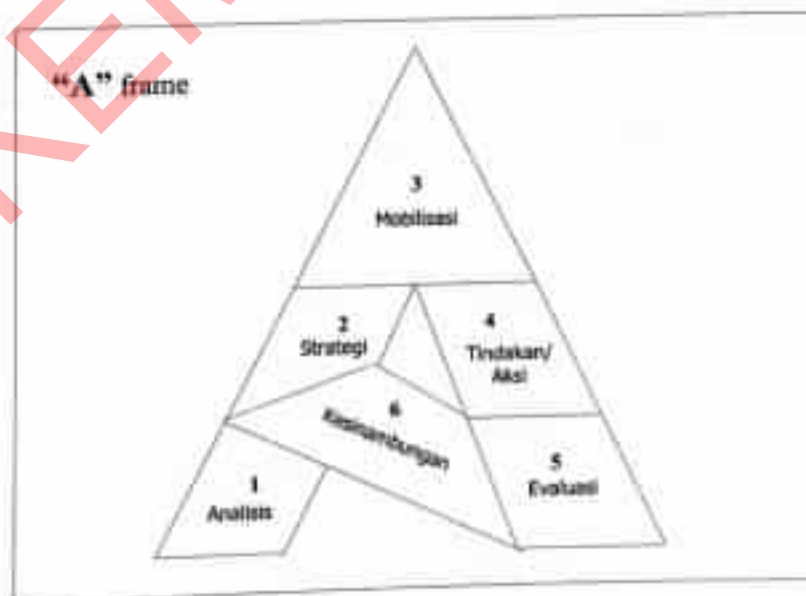 “A” frame
3
Mobilisasi
2
Strategi
4
Tindakan/
Aksi
6
Kesinambungan
1
Analisis
5
Evaluasi